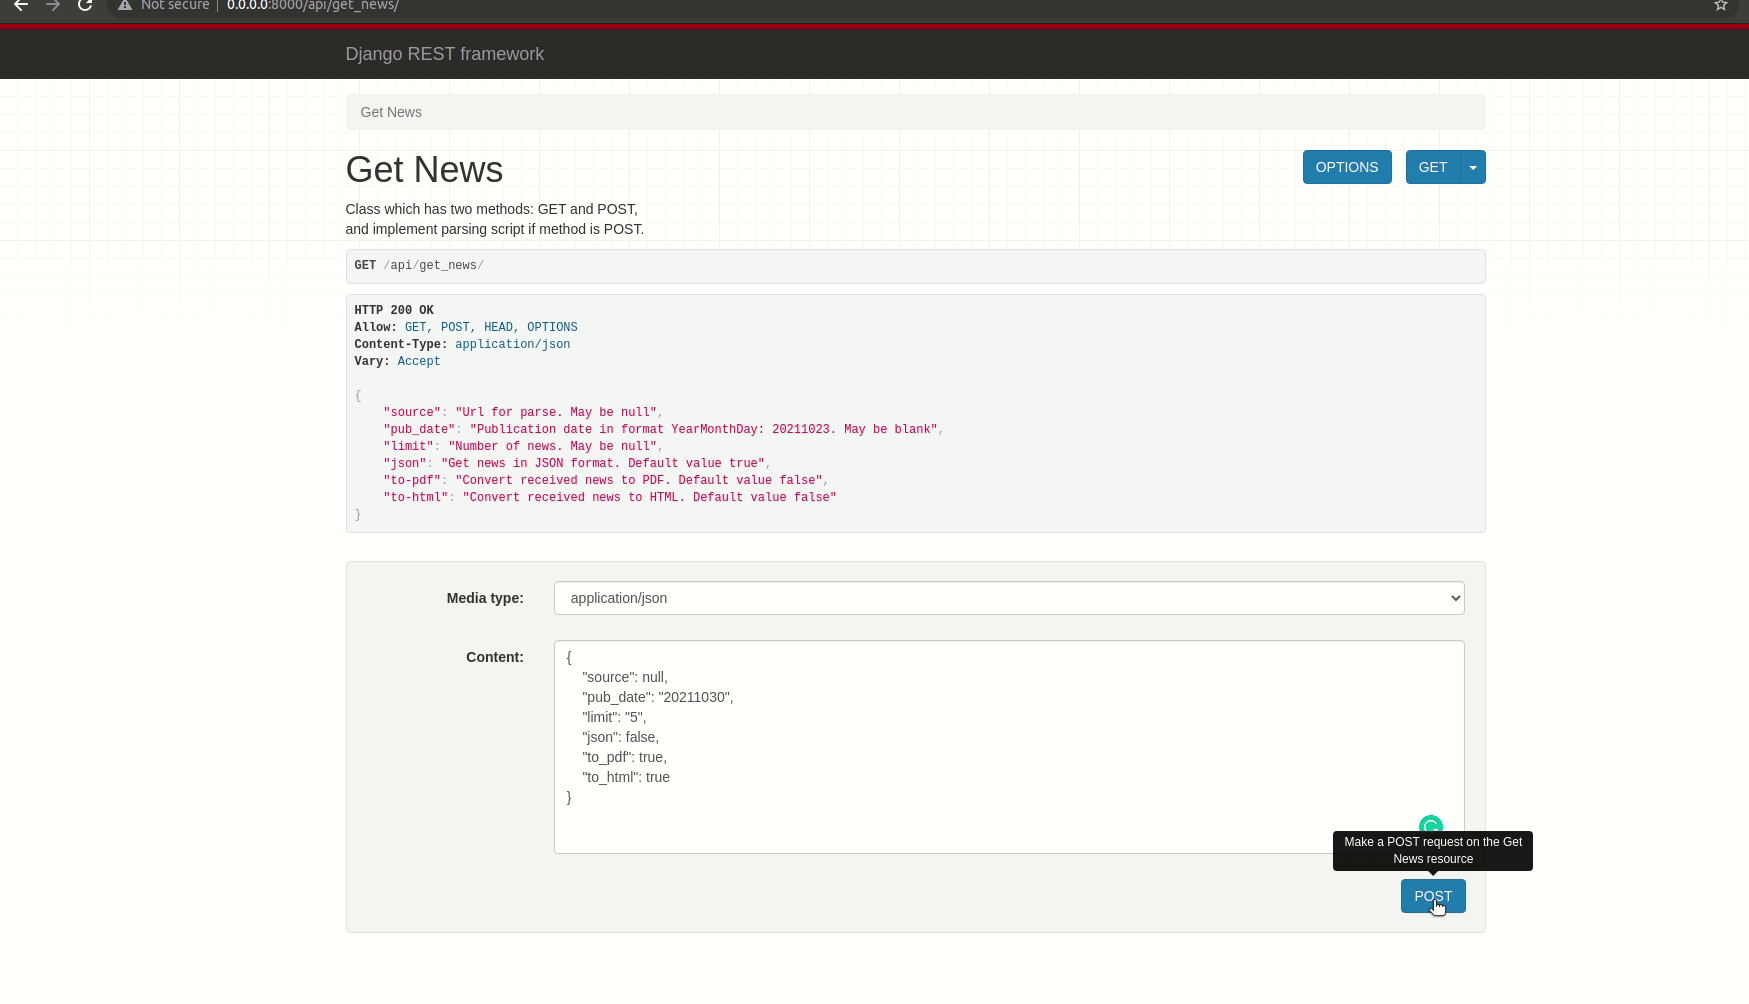 Not secure | 0.0.0.0:8000/api/get_news/
Django REST framework
Get News
Get News
OPTIONS
GET
Class which has two methods: GET and POST,
and implement parsing script if method is POST.
GET /api/get_news/
HTTP 200 OK
Allow: GET, POST, HEAD, OPTIONS
Content-Type: application/json
Vary: Accept
{
    "source": "Url for parse. May be null",
    "pub_date": "Publication date in format YearMonthDay: 20211023. May be blank",
    "limit": "Number of news. May be null",
    "json": "Get news in JSON format. Default value true",
    "to-pdf": "Convert received news to PDF. Default value false",
    "to-html": "Convert received news to HTML. Default value false"
}
Media type:
application/json
Content:
{
    "source": null,
    "pub_date": "20211030",
    "limit": "5",
    "json": false,
    "to_pdf": true,
    "to_html": true
}
Make a POST request on the Get
News resource
POST